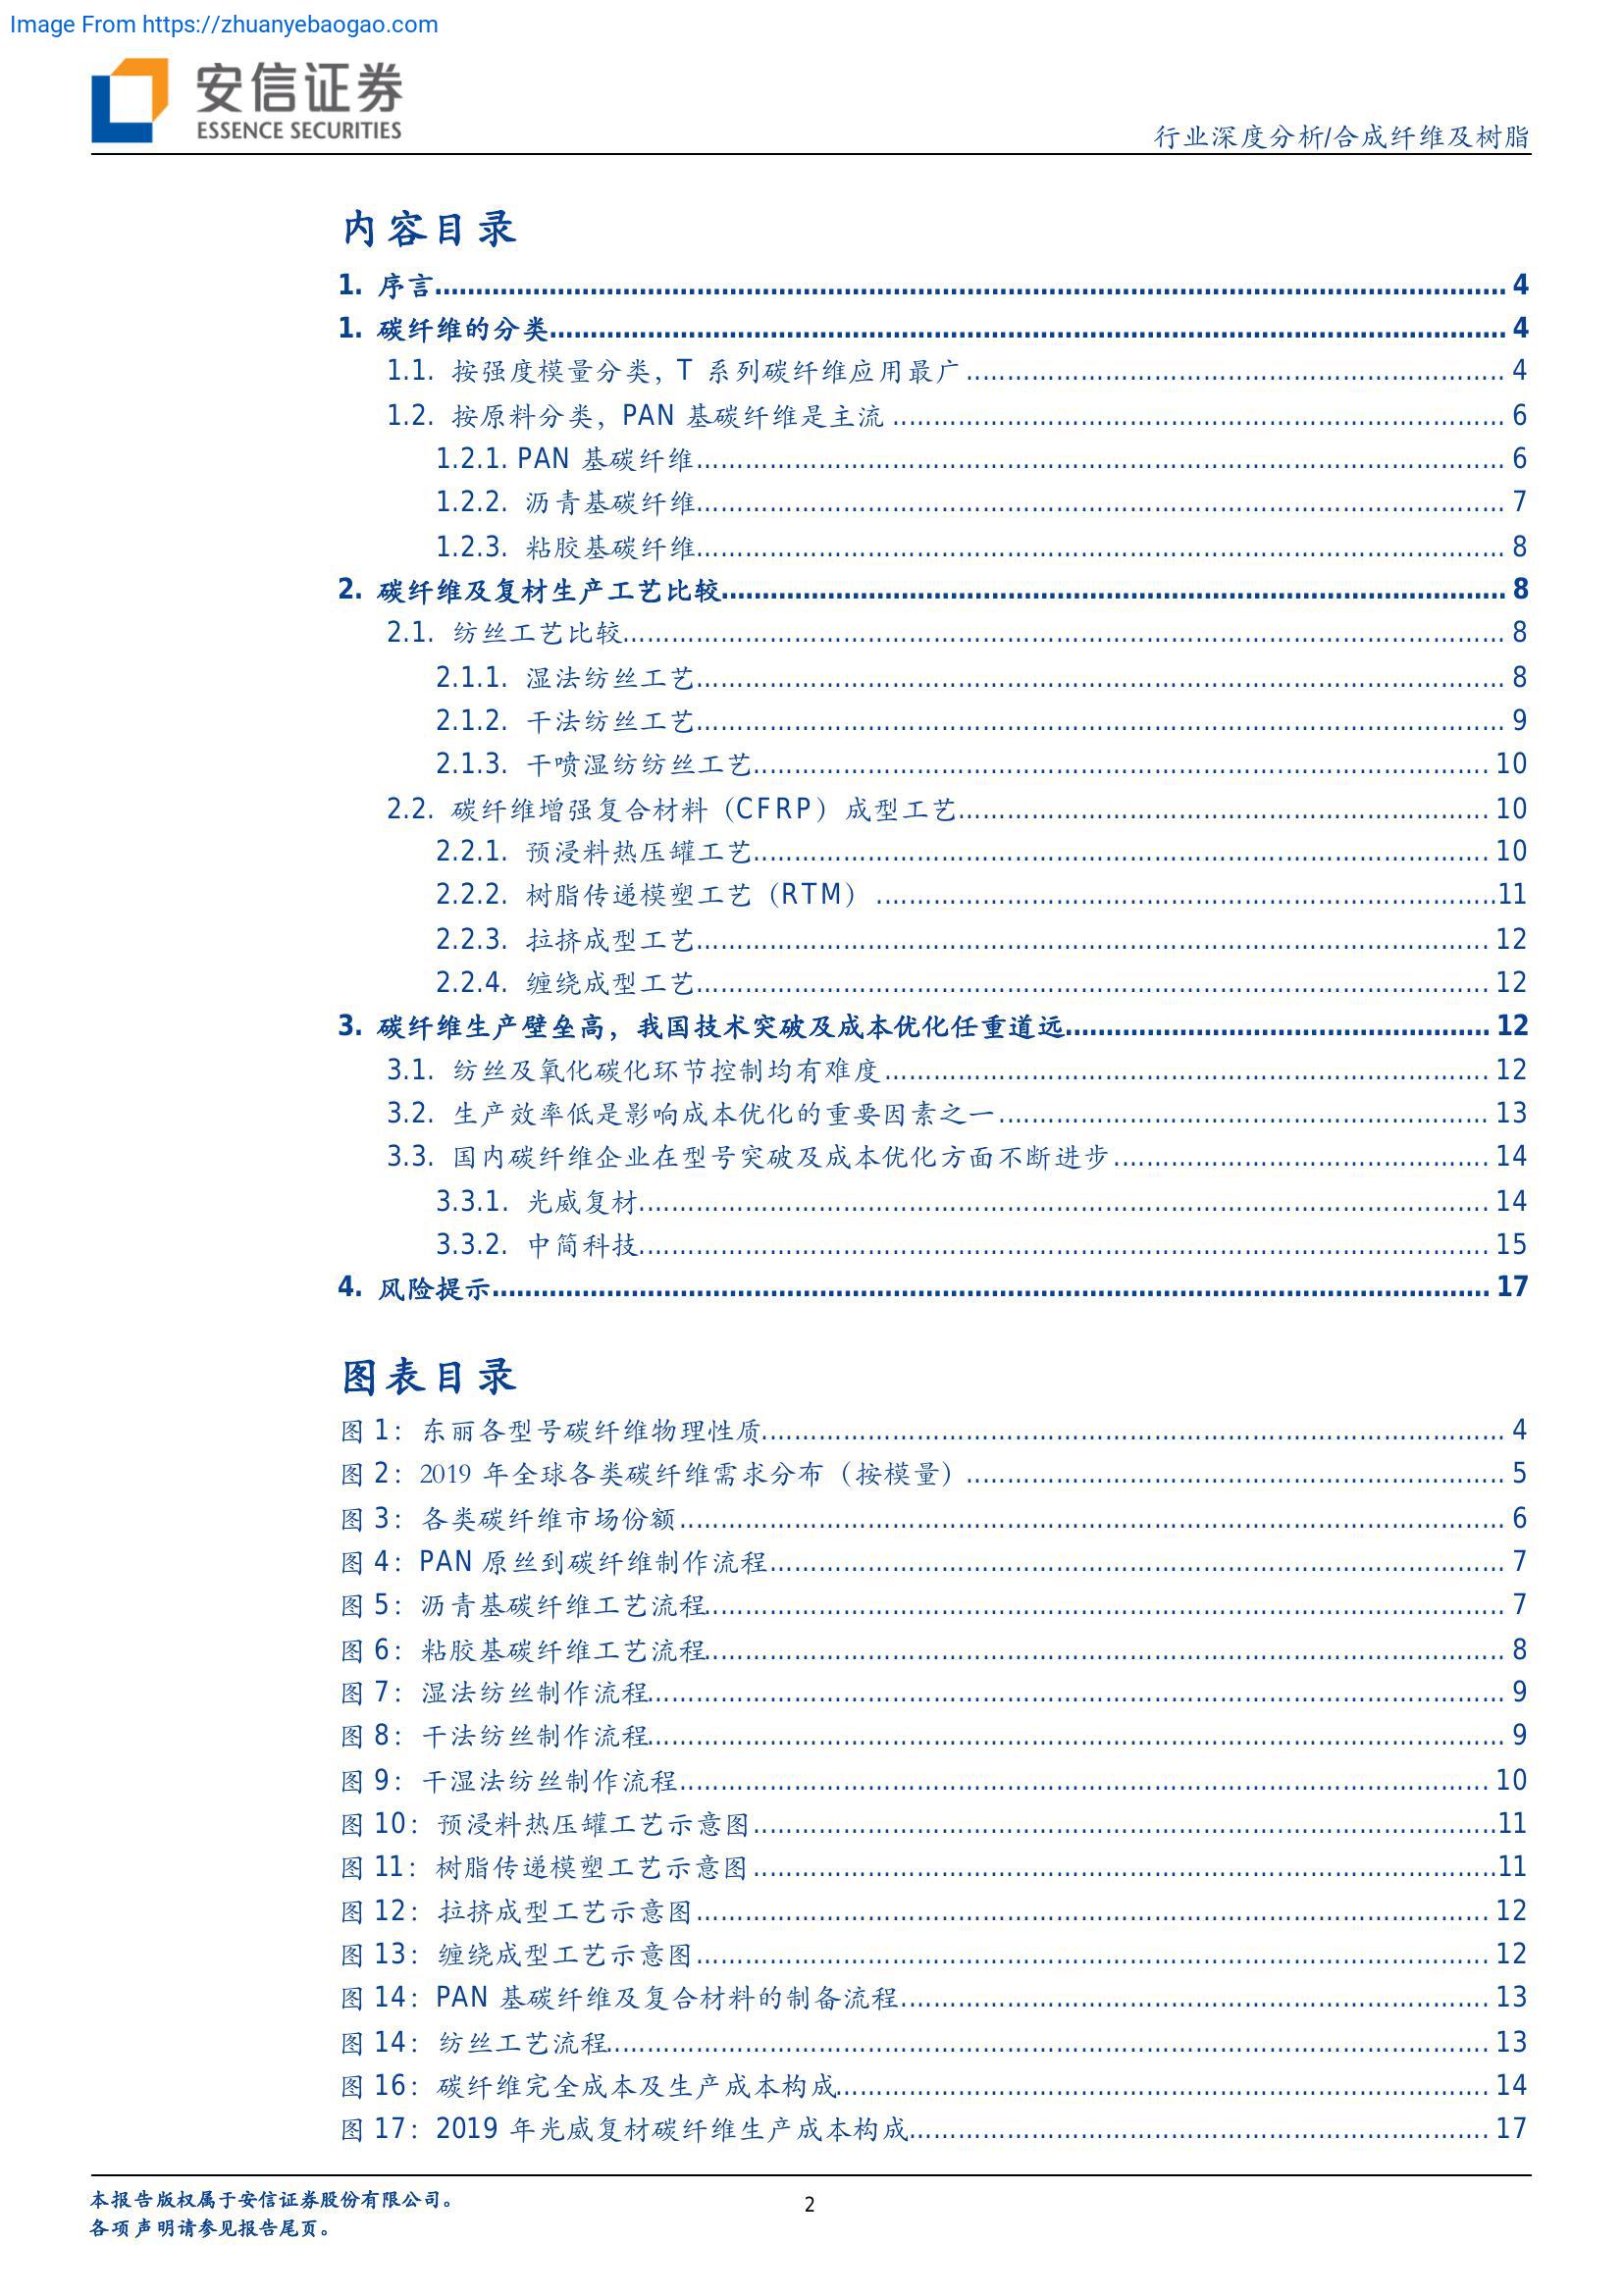 Image From https://zhuanyebaogao.com
安信证券
ESSENCE SECURITIES
行业深度分析/合成纤维及树脂
内容目录
1. 序言 4
1. 碳纤维的分类 4
1.1. 按强度模量分类，T 系列碳纤维应用最广 4
1.2. 按原料分类，PAN 基碳纤维是主流 6
1.2.1. PAN 基碳纤维 6
1.2.2. 沥青基碳纤维 7
1.2.3. 粘胶基碳纤维 8
2. 碳纤维及复材生产工艺比较 8
2.1. 纺丝工艺比较 8
2.1.1. 湿法纺丝工艺 8
2.1.2. 干法纺丝工艺 9
2.1.3. 干喷湿纺纺丝工艺 10
2.2. 碳纤维增强复合材料（CFRP）成型工艺 10
2.2.1. 预浸料热压罐工艺 10
2.2.2. 树脂传递模塑工艺（RTM） 11
2.2.3. 拉挤成型工艺 12
2.2.4. 缠绕成型工艺 12
3. 碳纤维生产壁垒高，我国技术突破及成本优化任重道远 12
3.1. 纺丝及氧化碳化环节控制均有难度 12
3.2. 生产效率低是影响成本优化的重要因素之一 13
3.3. 国内碳纤维企业在型号突破及成本优化方面不断进步 14
3.3.1. 光威复材 14
3.3.2. 中简科技 15
4. 风险提示 17
图表目录
图 1：东丽各型号碳纤维物理性质 4
图 2：2019 年全球各类碳纤维需求分布（按模量） 5
图 3：各类碳纤维市场份额 6
图 4：PAN 原丝到碳纤维制作流程 7
图 5：沥青基碳纤维工艺流程 7
图 6：粘胶基碳纤维工艺流程 8
图 7：湿法纺丝制作流程 9
图 8：干法纺丝制作流程 9
图 9：干湿法纺丝制作流程 10
图 10：预浸料热压罐工艺示意图 11
图 11：树脂传递模塑工艺示意图 11
图 12：拉挤成型工艺示意图 12
图 13：缠绕成型工艺示意图 12
图 14：PAN 基碳纤维及复合材料的制备流程 13
图 14：纺丝工艺流程 13
图 16：碳纤维完全成本及生产成本构成 14
图 17：2019 年光威复材碳纤维生产成本构成 17
本报告版权属于安信证券股份有限公司。
2
各项声明请参见报告尾页。